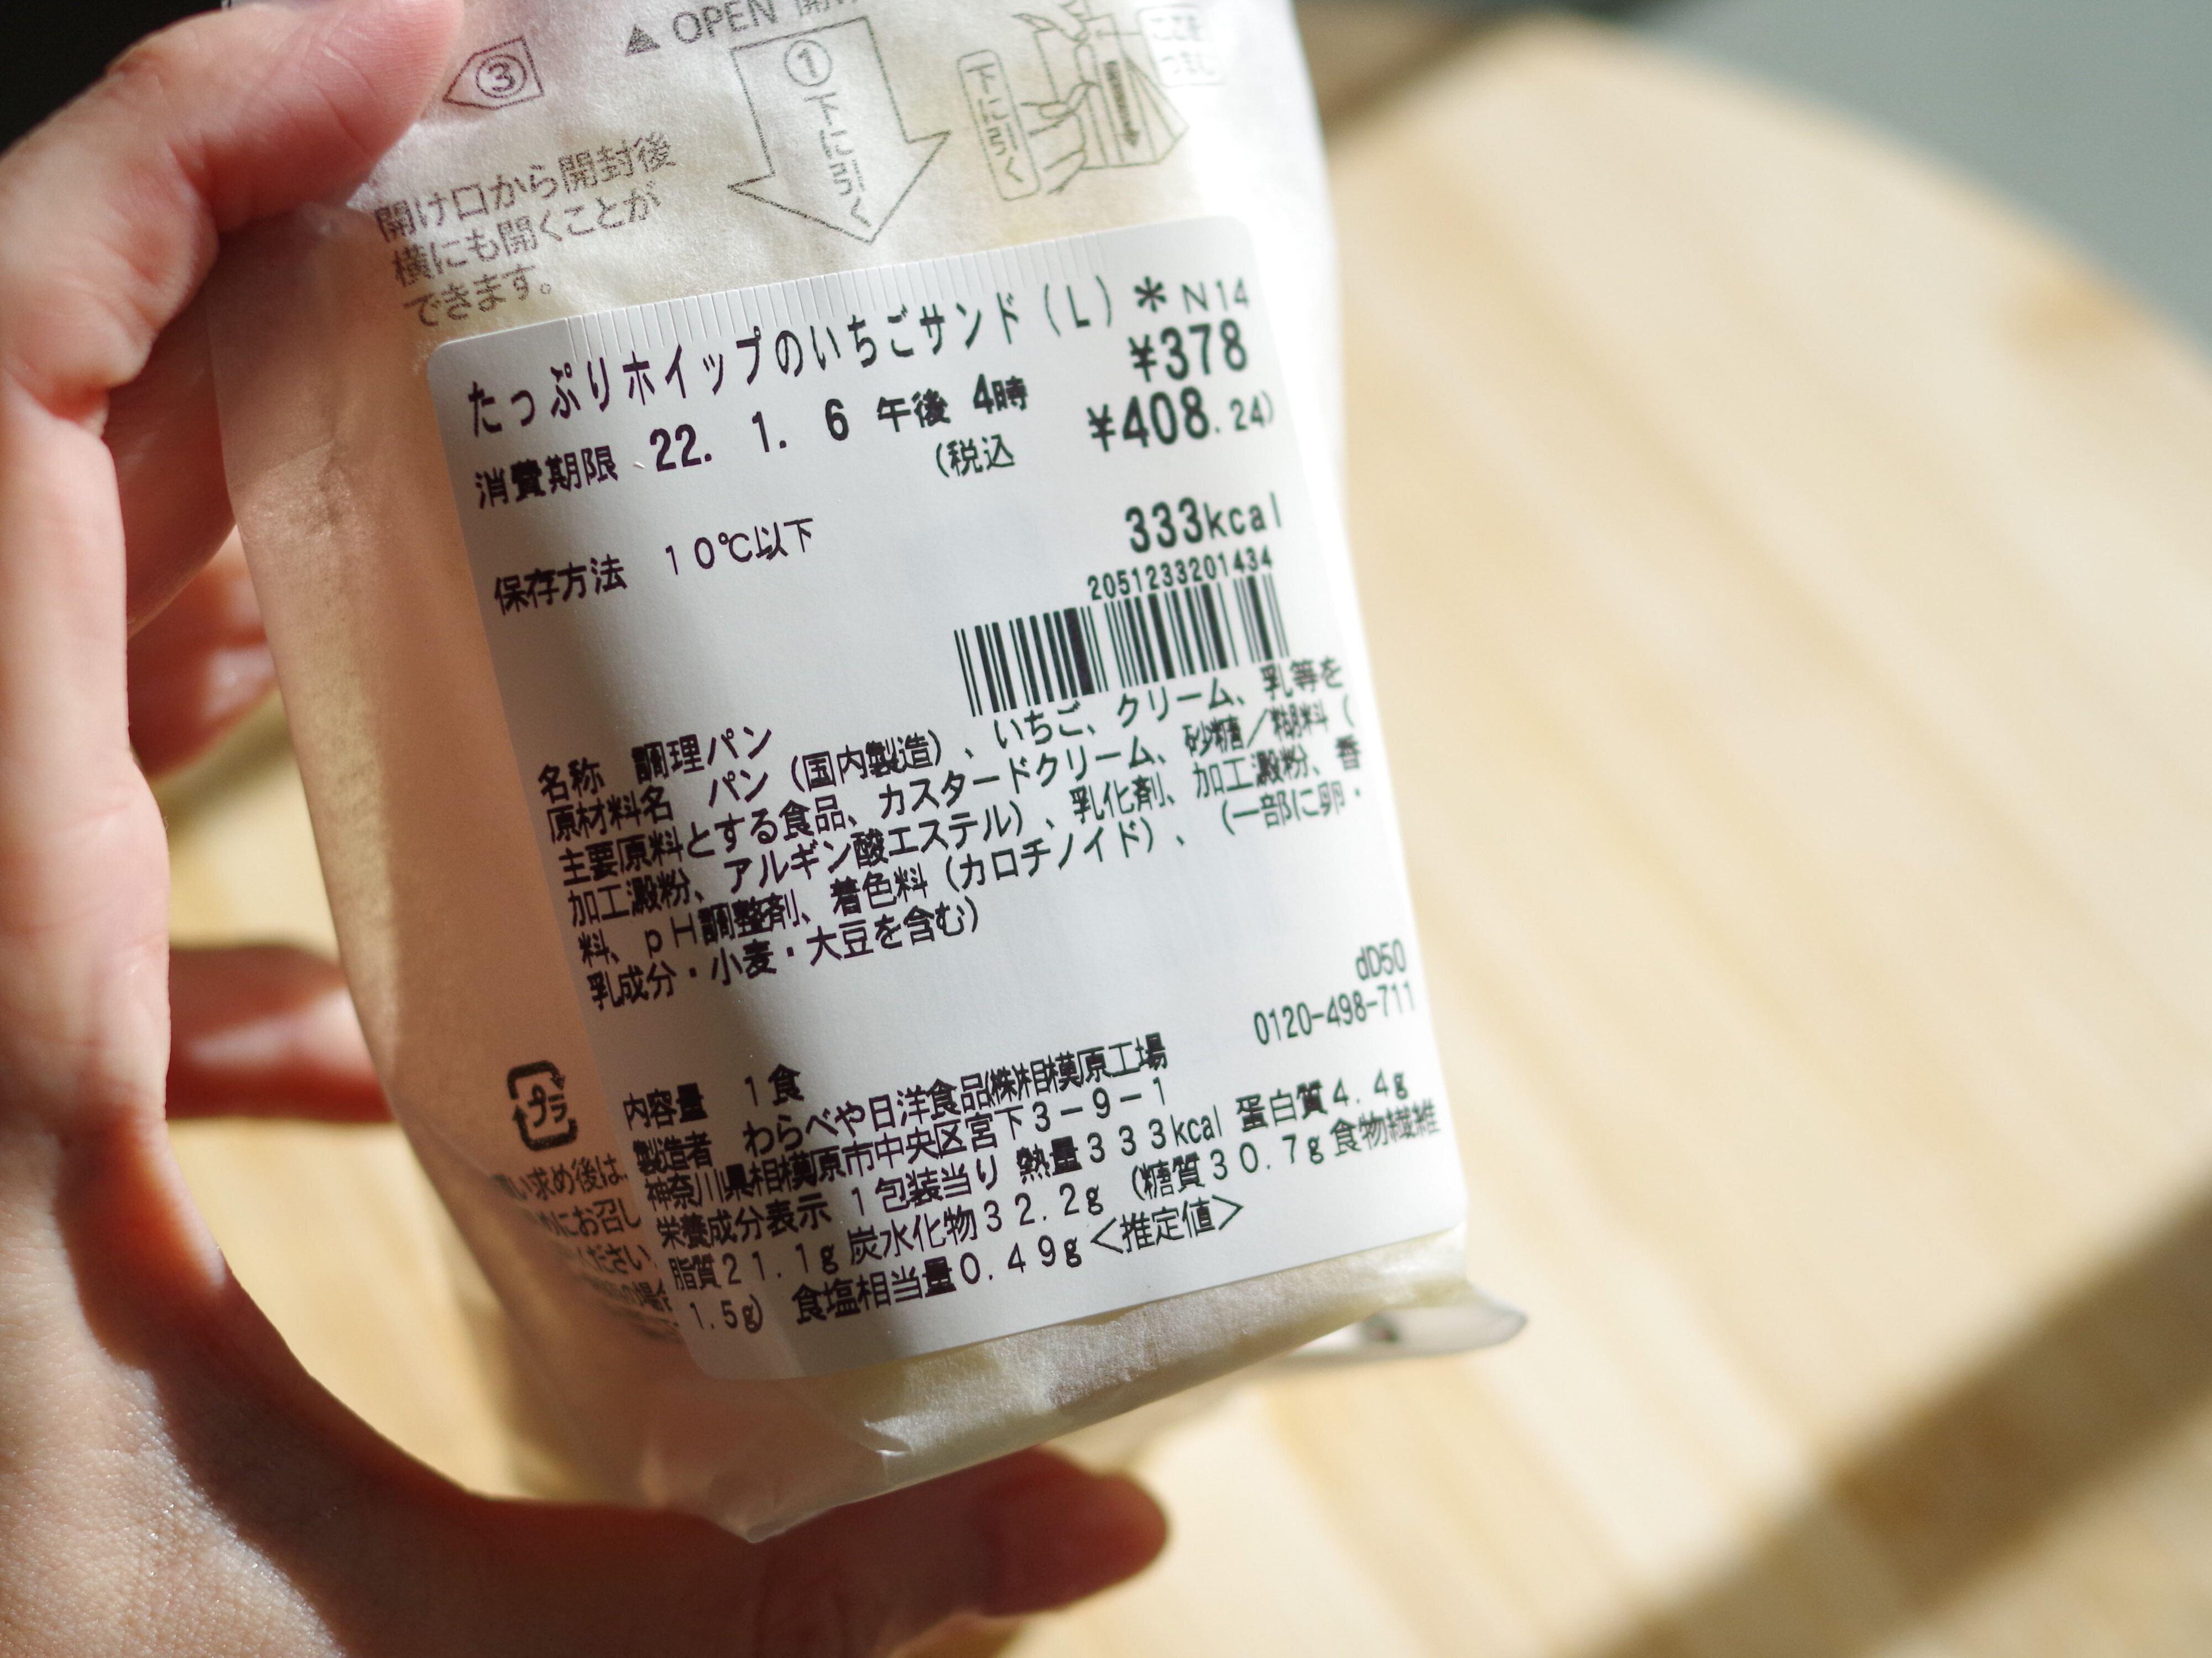 ▲ OPEN
③
①下に引く
下に引く
開け口から開封後
横にも開くことが
できます。
たっぷりホイップのいちごサンド（L）＊N14
¥378
消費期限 22. 1. 6 午後 4時
（税込 ¥408.24）
保存方法 10℃以下
333kcal
2051233201434
名称 調理パン
原材料名 パン（国内製造）、いちご、クリーム、乳等を
主要原料とする食品、カスタードクリーム、砂糖／糊料（
加工澱粉、アルギン酸エステル）、乳化剤、加工澱粉、香
料、pH調整剤、着色料（カロチノイド）、（一部に卵・
乳成分・小麦・大豆を含む）
dD50
0120-498-711
内容量 1食
製造者 わらべや日洋食品㈱相模原工場
神奈川県相模原市中央区宮下3－9－1
栄養成分表示 1包装当り 熱量333kcal 蛋白質4.4g
脂質21.1g 炭水化物32.2g（糖質30.7g 食物繊維
1.5g） 食塩相当量0.49g＜推定値＞
プラ
い求め後は
にお召し
ください